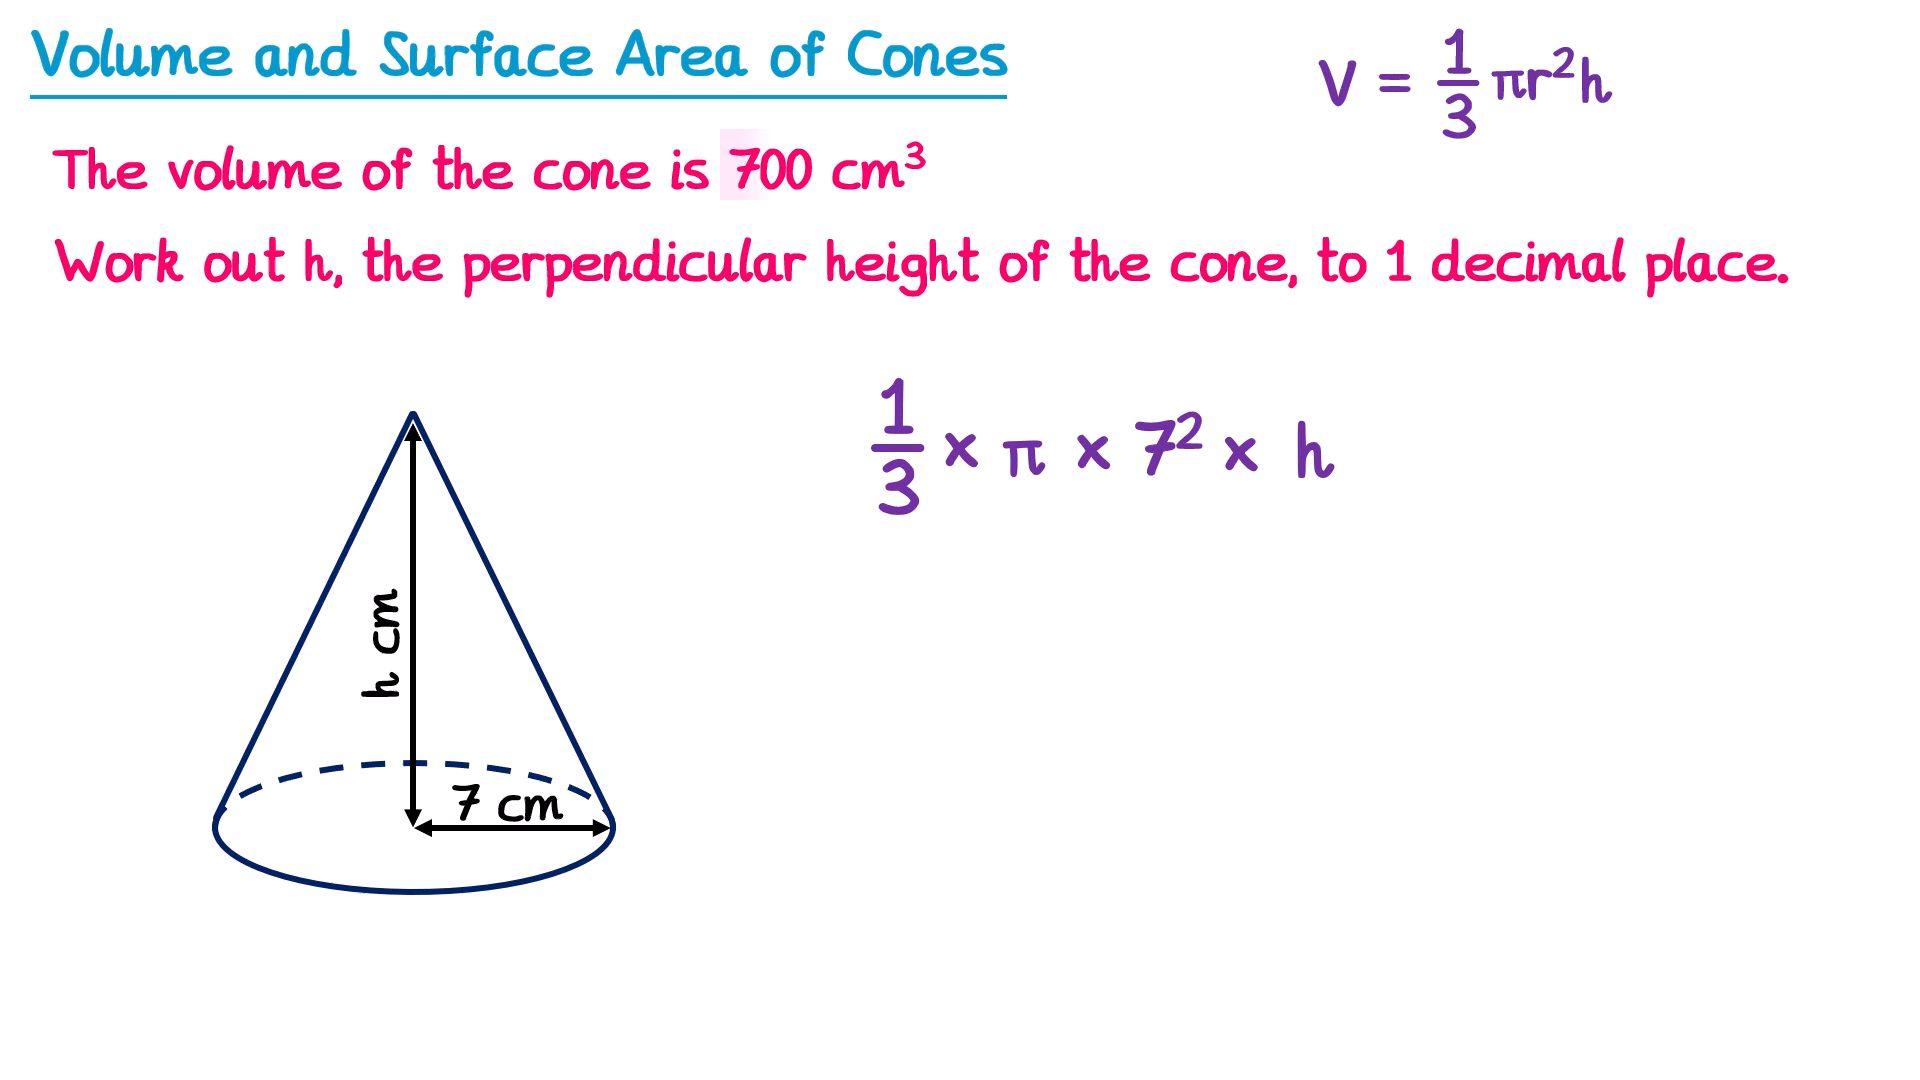 Volume and Surface Area of Cones
V = 1/3 πr²h
The volume of the cone is 700 cm³
Work out h, the perpendicular height of the cone, to 1 decimal place.
1/3 × π × 7² × h
h cm
7 cm